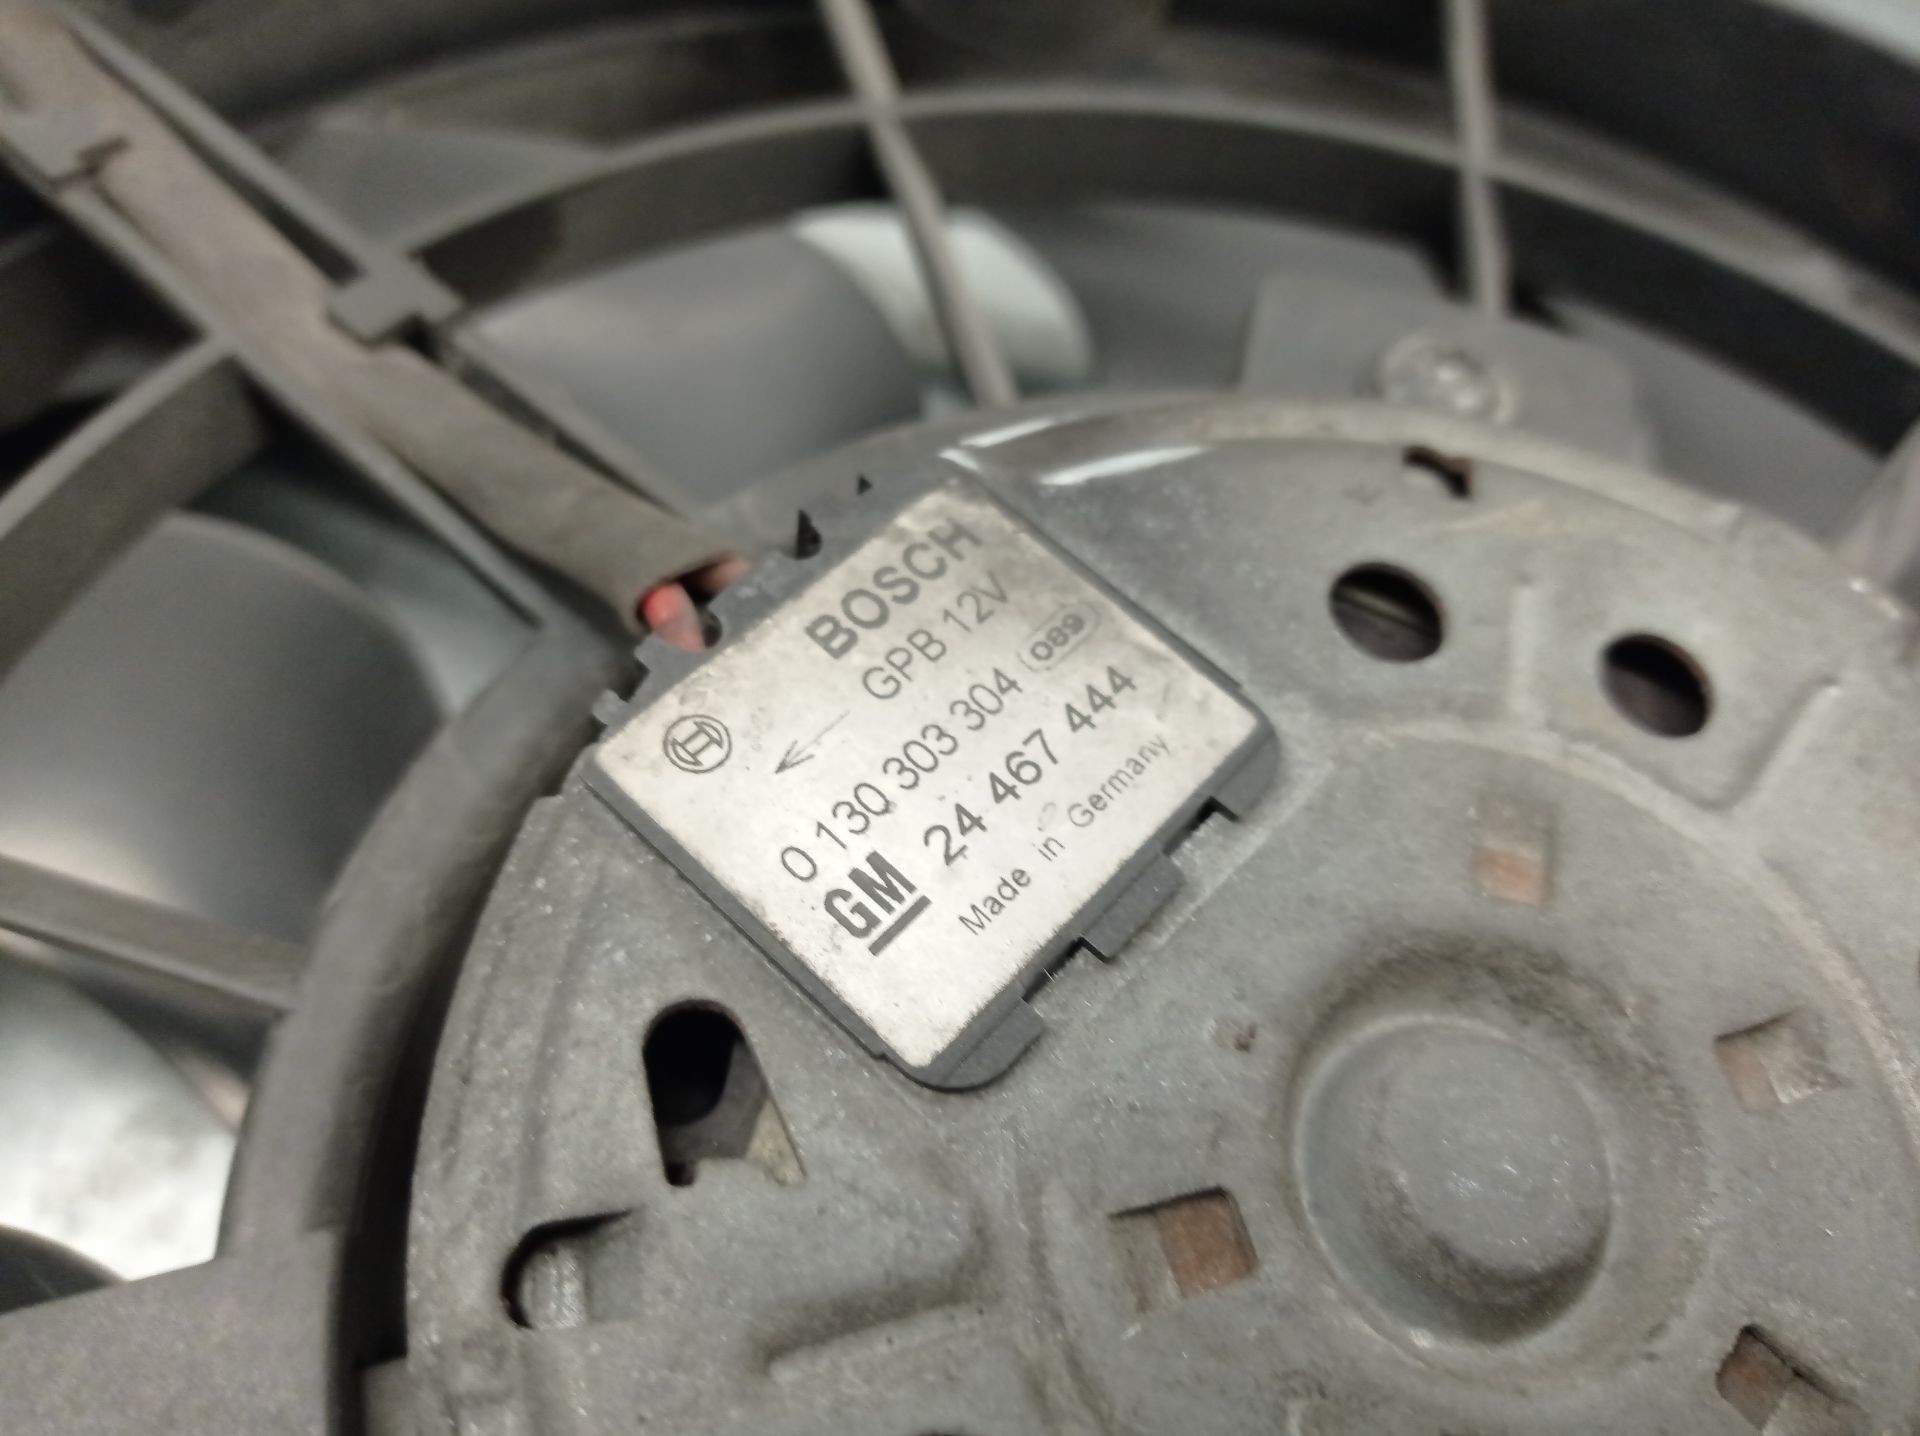 BOSCH
GPB 12V
0 130 303 304 089
GM 24 467 444
Made in Germany